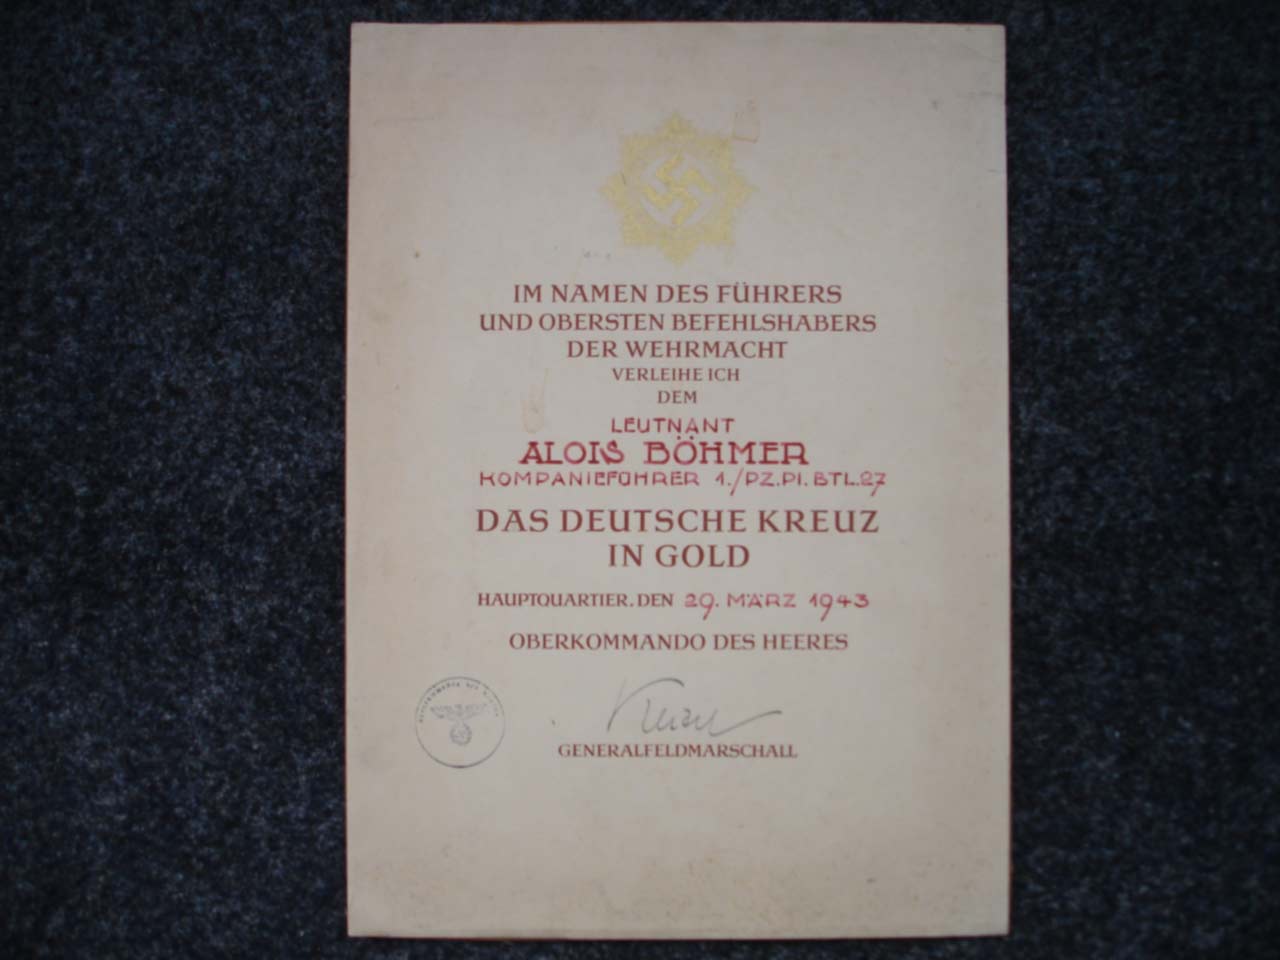 IM NAMEN DES FÜHRERS
UND OBERSTEN BEFEHLSHABERS
DER WEHRMACHT
VERLEIHE ICH
DEM
LEUTNANT
ALOIS BÖHMER
KOMPANIEFÜHRER 1./PZ.PI.BTL.27
DAS DEUTSCHE KREUZ
IN GOLD
HAUPTQUARTIER, DEN 29. MÄRZ 1943
OBERKOMMANDO DES HEERES
GENERALFELDMARSCHALL